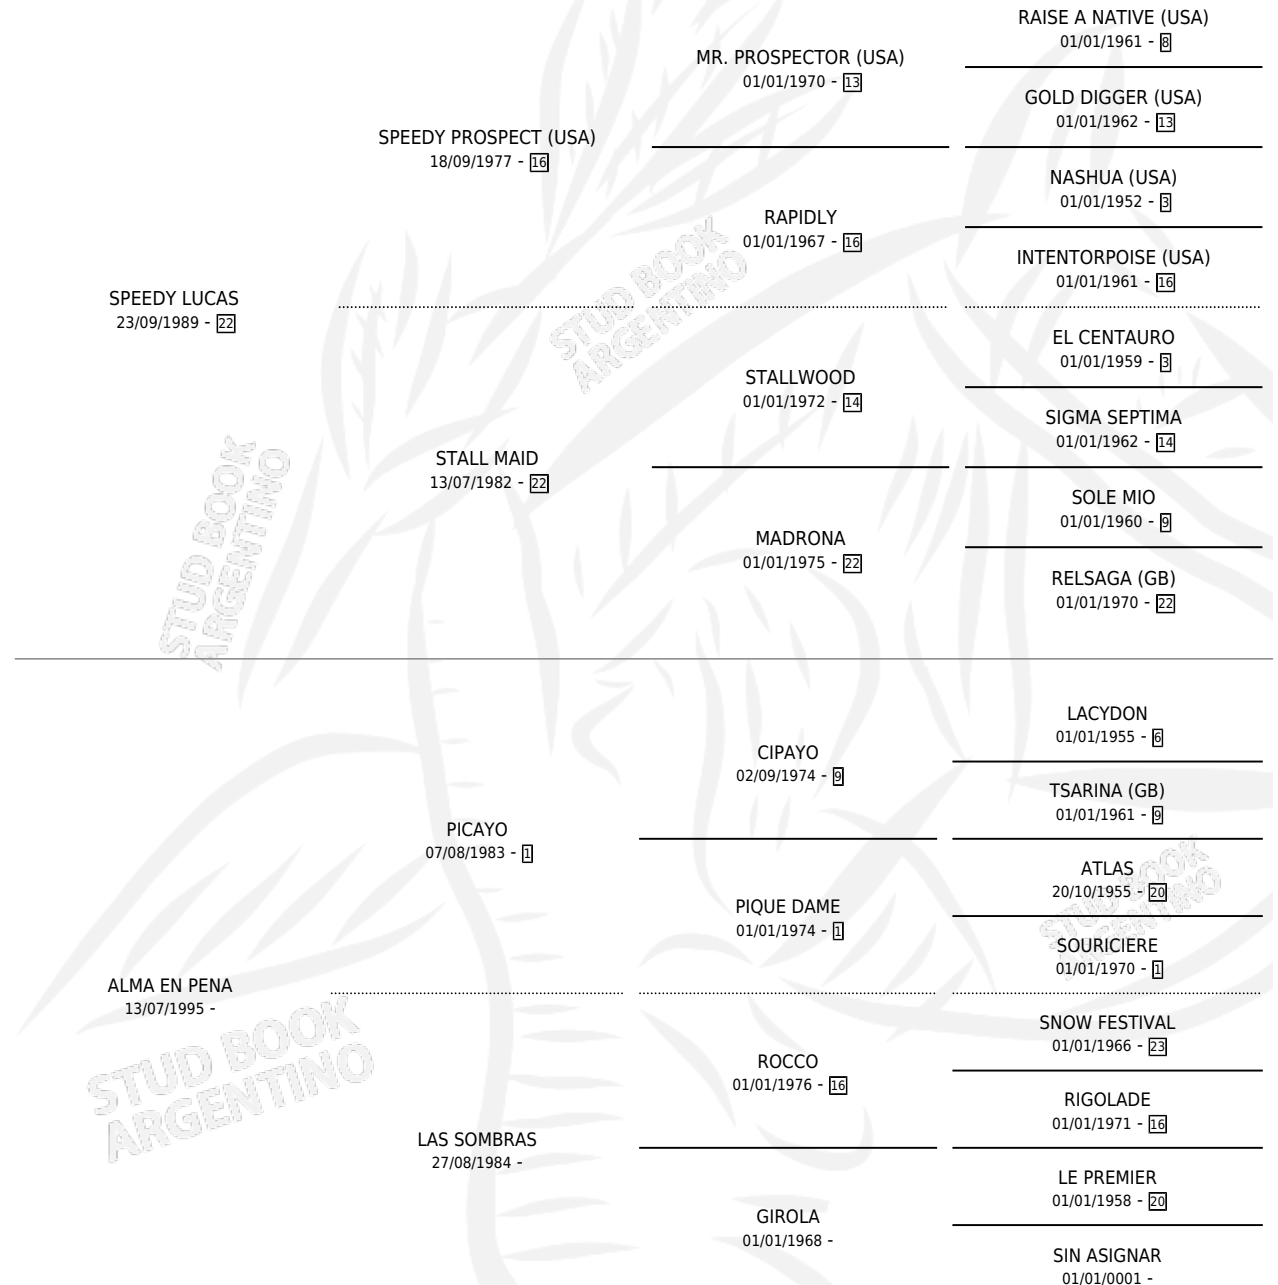 RAISE A NATIVE (USA)
01/01/1961 - 8
MR. PROSPECTOR (USA)
01/01/1970 - 13
GOLD DIGGER (USA)
01/01/1962 - 13
SPEEDY PROSPECT (USA)
18/09/1977 - 16
NASHUA (USA)
01/01/1952 - 3
RAPIDLY
01/01/1967 - 16
INTENTORPOISE (USA)
01/01/1961 - 16
SPEEDY LUCAS
23/09/1989 - 22
STUD BOOK
ARGENTINO
EL CENTAURO
01/01/1959 - 3
STALLWOOD
01/01/1972 - 14
SIGMA SEPTIMA
01/01/1962 - 14
STALL MAID
13/07/1982 - 22
SOLE MIO
01/01/1960 - 9
MADRONA
01/01/1975 - 22
RELSAGA (GB)
01/01/1970 - 22
STUD BOOK
ARGENTINO
LACYDON
01/01/1955 - 6
CIPAYO
02/09/1974 - 9
TSARINA (GB)
01/01/1961 - 9
PICAYO
07/08/1983 - 1
ATLAS
20/10/1955 - 20
PIQUE DAME
01/01/1974 - 1
STUD BOOK
ARGENTINO
SOURICIERE
01/01/1970 - 1
ALMA EN PENA
13/07/1995 -
SNOW FESTIVAL
01/01/1966 - 23
ROCCO
01/01/1976 - 16
RIGOLADE
01/01/1971 - 16
STUD BOOK
ARGENTINO
LAS SOMBRAS
27/08/1984 -
LE PREMIER
01/01/1958 - 20
GIROLA
01/01/1968 -
SIN ASIGNAR
01/01/0001 -